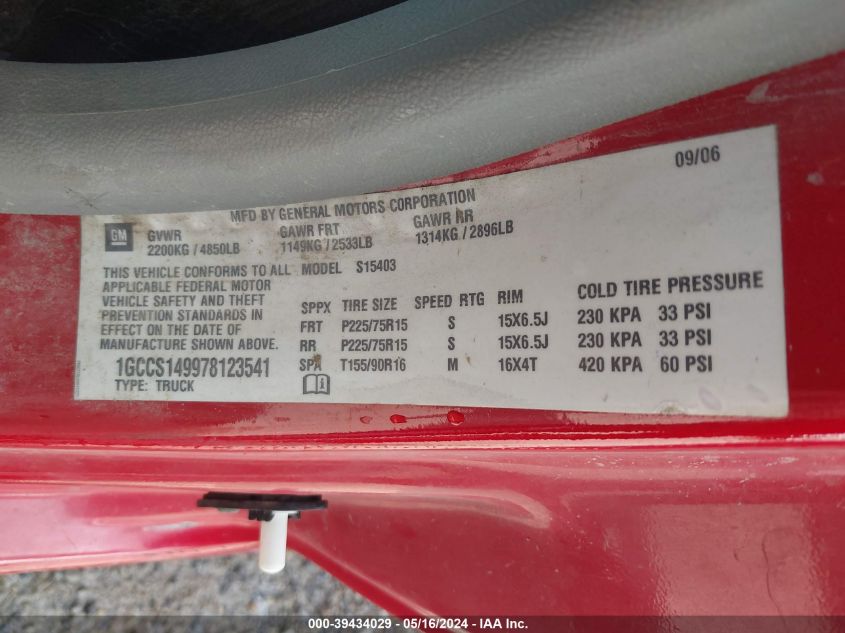 09/06
MFD BY GENERAL MOTORS CORPORATION
GM GVWR GAWR FRT GAWR RR
2200KG / 4850LB 1149KG / 2533LB 1314KG / 2896LB
THIS VEHICLE CONFORMS TO ALL MODEL S15403
APPLICABLE FEDERAL MOTOR
VEHICLE SAFETY AND THEFT
PREVENTION STANDARDS IN
EFFECT ON THE DATE OF
MANUFACTURE SHOWN ABOVE.
SPPX TIRE SIZE SPEED RTG RIM COLD TIRE PRESSURE
FRT P225/75R15 S 15X6.5J 230 KPA 33 PSI
RR P225/75R15 S 15X6.5J 230 KPA 33 PSI
SPA T155/90R16 M 16X4T 420 KPA 60 PSI
1GCCS149978123541
TYPE: TRUCK
000-39434029 - 05/16/2024 - IAA Inc.